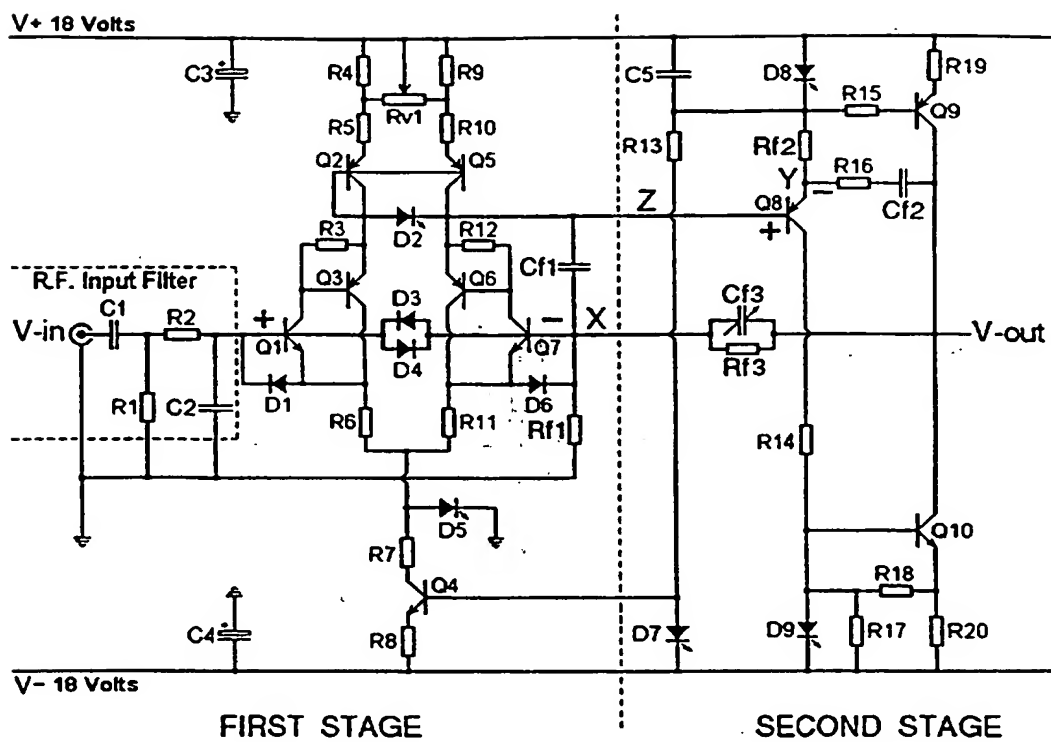 V+ 18 Volts
C3 + R4 R9 C5 D8 R19
Rv1
R5 R10 R15 Q9
R13 Rf2
Q2 Q5 Y R16
Z Q8 − Cf2
D2 +
R3 R12
Cf1
R.F. Input Filter Q3 Q6
C1 R2 D3 Cf3
V-in + − X V-out
Q1 D4 Q7 Rf3
D1 D6
R1 C2 R6 R11 Rf1 R14
D5
Q10
R7
Q4 R18
+
C4 R8 D7 D9 R17 R20
V- 18 Volts
FIRST STAGE SECOND STAGE